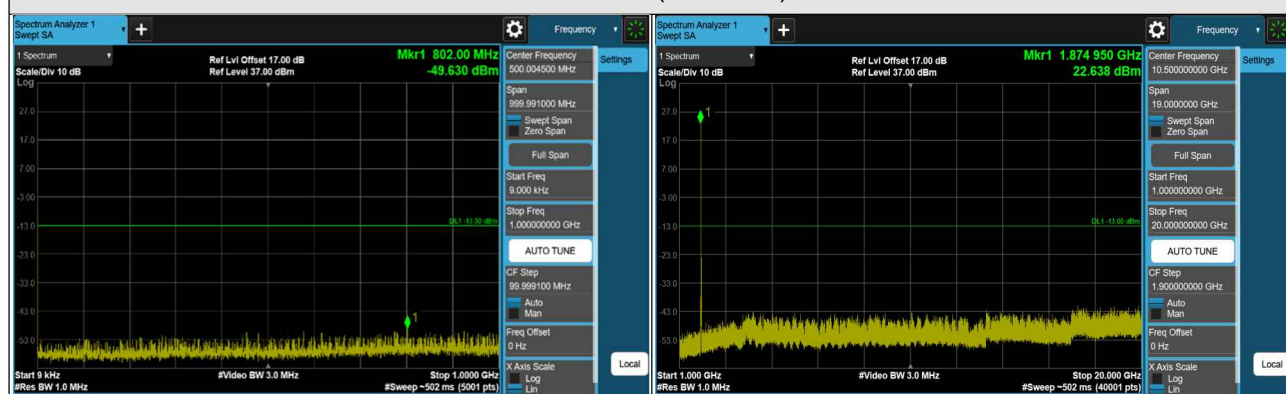 Spectrum Analyzer 1
Swept SA
+
Frequency
1 Spectrum
Scale/Div 10 dB
Ref Lvl Offset 17.00 dB
Ref Level 37.00 dBm
Mkr1 802.00 MHz
-49.630 dBm
Log
27.0
17.0
7.00
-3.00
-13.0
-23.0
-33.0
-43.0
-53.0
DL1 -13.00 dBm
1
Start 9 kHz
#Res BW 1.0 MHz
#Video BW 3.0 MHz
Stop 1.0000 GHz
#Sweep ~502 ms (5001 pts)
Center Frequency
500.004500 MHz
Settings
Span
999.991000 MHz
Swept Span
Zero Span
Full Span
Start Freq
9.000 kHz
Stop Freq
1.000000000 GHz
AUTO TUNE
CF Step
99.999100 MHz
Auto
Man
Freq Offset
0 Hz
X Axis Scale
Log
Lin
Local
Spectrum Analyzer 1
Swept SA
+
Frequency
1 Spectrum
Scale/Div 10 dB
Ref Lvl Offset 17.00 dB
Ref Level 37.00 dBm
Mkr1 1.874 950 GHz
22.638 dBm
Log
27.0
17.0
7.00
-3.00
-13.0
-23.0
-33.0
-43.0
-53.0
DL1 -13.00 dBm
1
Start 1.000 GHz
#Res BW 1.0 MHz
#Video BW 3.0 MHz
Stop 20.000 GHz
#Sweep ~502 ms (40001 pts)
Center Frequency
10.500000000 GHz
Settings
Span
19.0000000 GHz
Swept Span
Zero Span
Full Span
Start Freq
1.000000000 GHz
Stop Freq
20.000000000 GHz
AUTO TUNE
CF Step
1.900000000 GHz
Auto
Man
Freq Offset
0 Hz
X Axis Scale
Log
Lin
Local